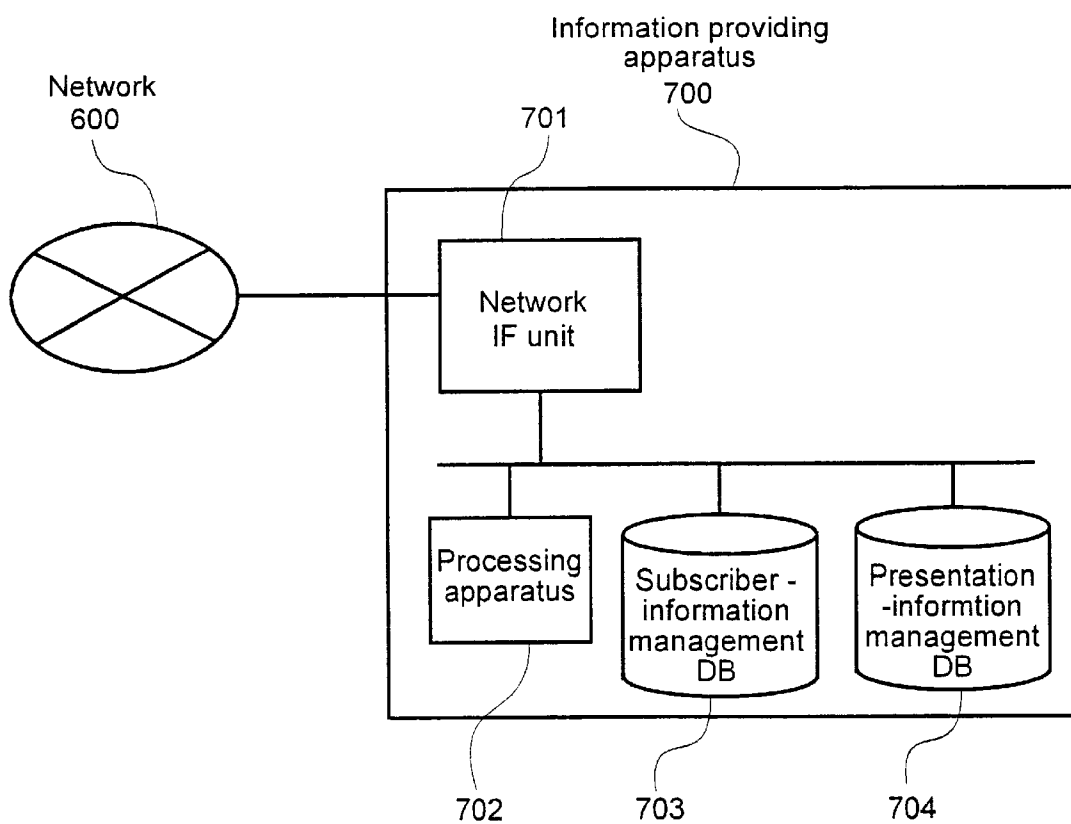 Information providing
apparatus
700
Network
600
701
Network
IF unit
Processing
apparatus
Subscriber -
information
management
DB
Presentation
-informtion
management
DB
702
703
704